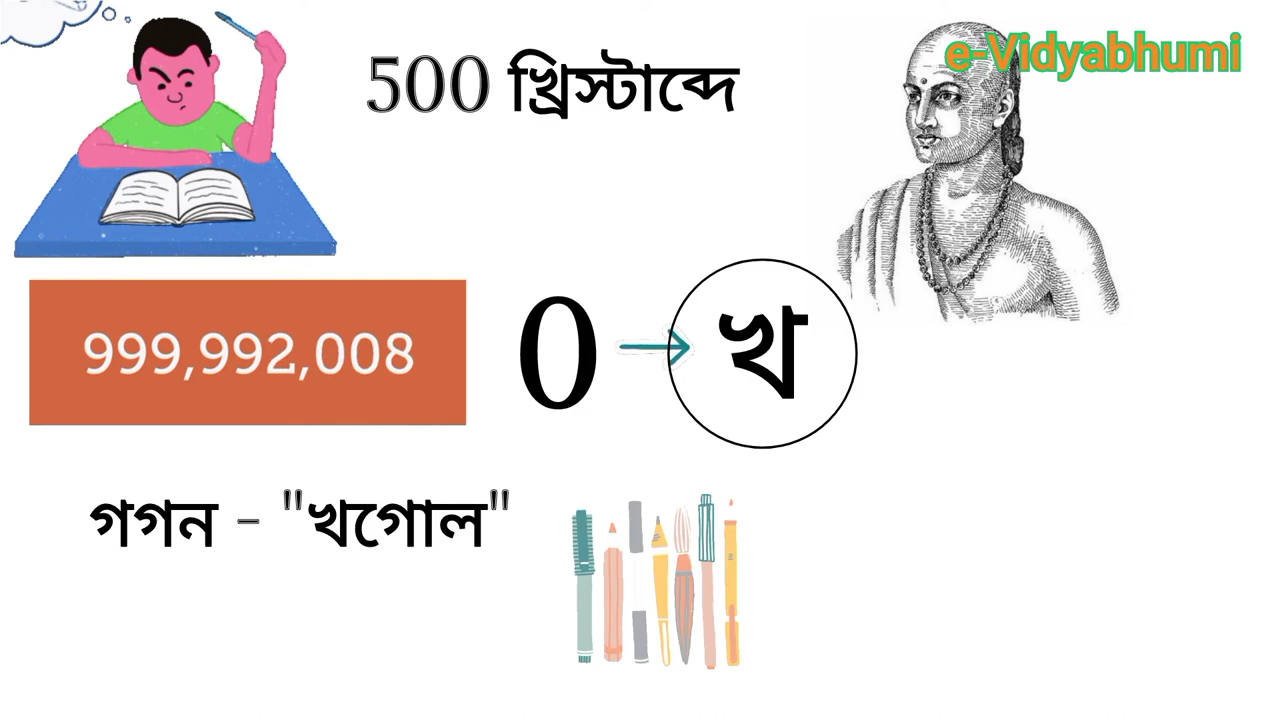 e-Vidyabhumi
500 খ্রিস্টাব্দে
999,992,008
0
খ
গগন - "খগোল"